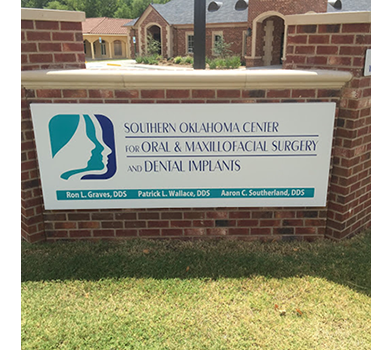 SOUTHERN OKLAHOMA CENTER
FOR ORAL & MAXILLOFACIAL SURGERY
AND DENTAL IMPLANTS
Ron L. Graves, DDS Patrick L. Wallace, DDS Aaron C. Southerland, DDS